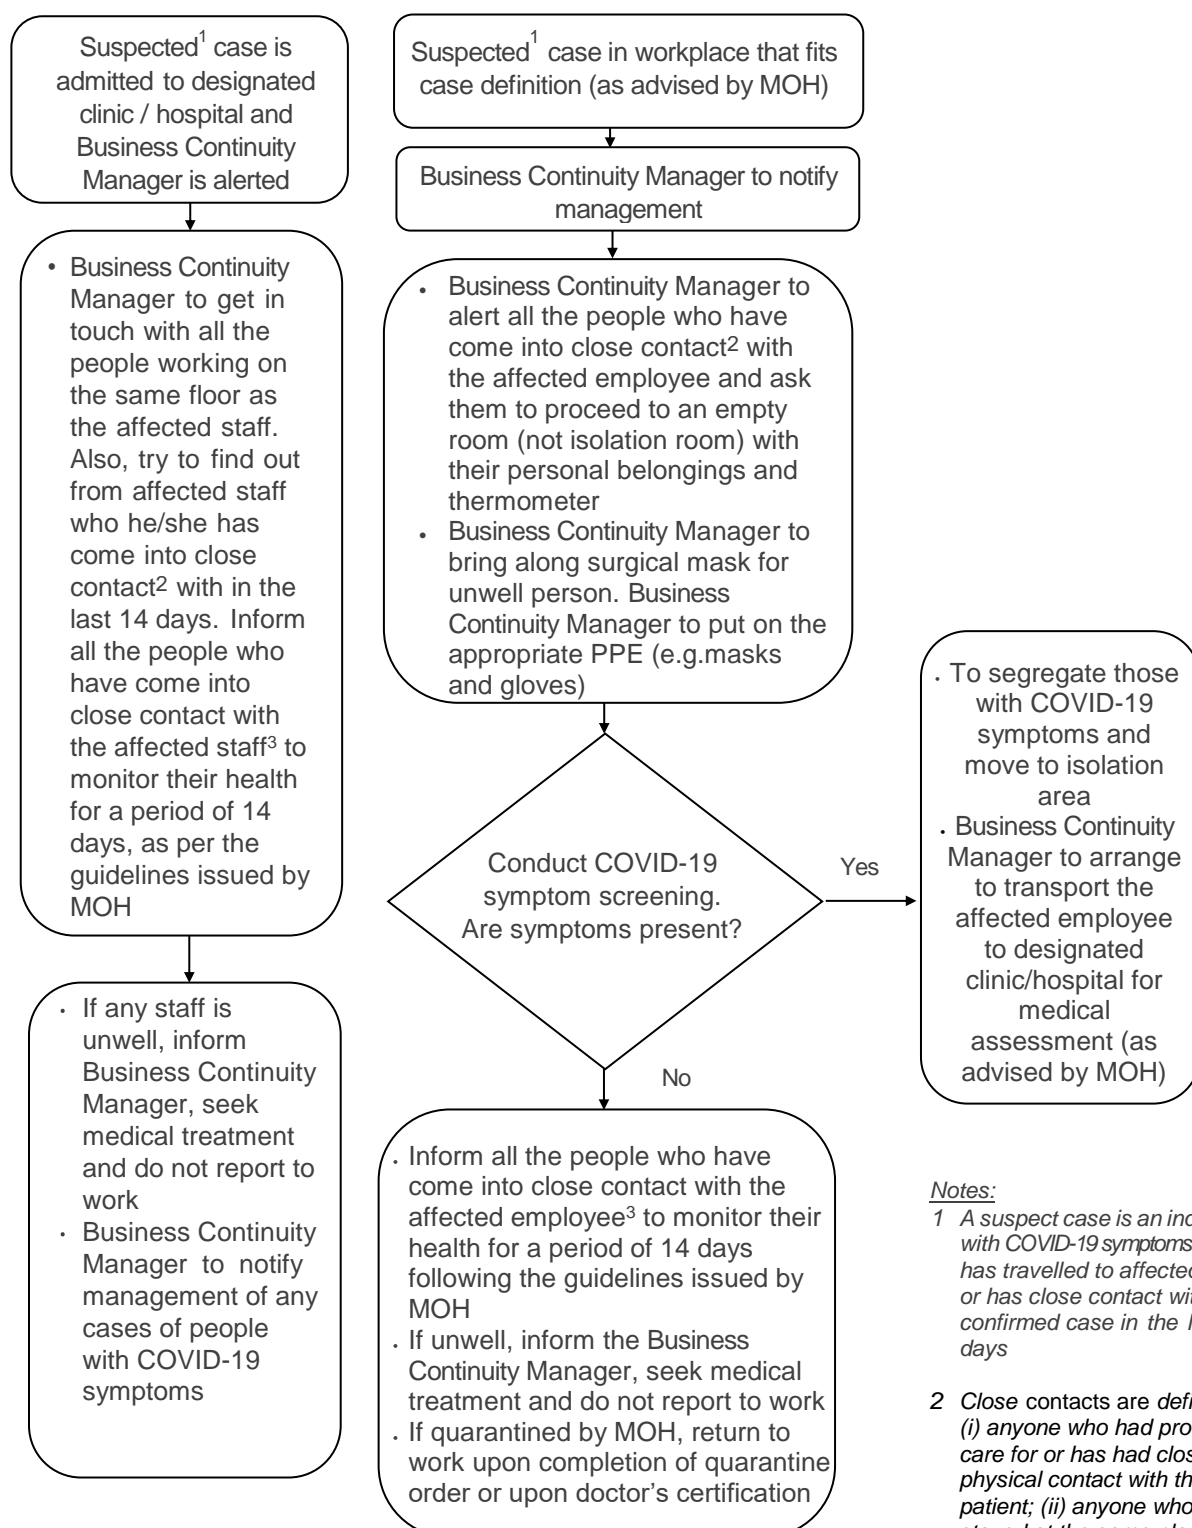 Suspected1 case is
admitted to designated
clinic / hospital and
Business Continuity
Manager is alerted
• Business Continuity
Manager to get in
touch with all the
people working on
the same floor as
the affected staff.
Also, try to find out
from affected staff
who he/she has
come into close
contact2 with in the
last 14 days. Inform
all the people who
have come into
close contact with
the affected staff3 to
monitor their health
for a period of 14
days, as per the
guidelines issued by
MOH
• If any staff is
unwell, inform
Business Continuity
Manager, seek
medical treatment
and do not report to
work
• Business Continuity
Manager to notify
management of any
cases of people
with COVID-19
symptoms
Suspected1 case in workplace that fits
case definition (as advised by MOH)
Business Continuity Manager to notify
management
• Business Continuity Manager to
alert all the people who have
come into close contact2 with
the affected employee and ask
them to proceed to an empty
room (not isolation room) with
their personal belongings and
thermometer
• Business Continuity Manager to
bring along surgical mask for
unwell person. Business
Continuity Manager to put on the
appropriate PPE (e.g.masks
and gloves)
Conduct COVID-19
symptom screening.
Are symptoms present?
Yes
No
• Inform all the people who have
come into close contact with the
affected employee3 to monitor their
health for a period of 14 days
following the guidelines issued by
MOH
• If unwell, inform the Business
Continuity Manager, seek medical
treatment and do not report to work
• If quarantined by MOH, return to
work upon completion of quarantine
order or upon doctor's certification
• To segregate those
with COVID-19
symptoms and
move to isolation
area
• Business Continuity
Manager to arrange
to transport the
affected employee
to designated
clinic/hospital for
medical
assessment (as
advised by MOH)
Notes:
1 A suspect case is an
with COVID-19 symptoms
has travelled to affected
or has close contact
confirmed case in the
days
2 Close contacts are
(i) anyone who had
care for or has had
physical contact with
patient; (ii) anyone who